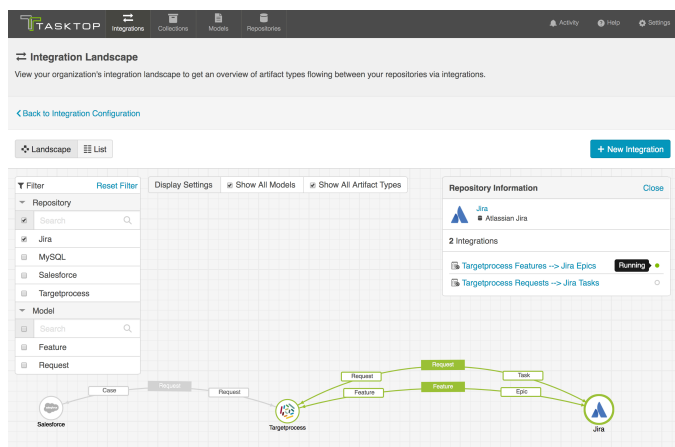 TASKTOP
Integrations
Collections
Models
Repositories
Activity
Help
Settings
Integration Landscape
View your organization's integration landscape to get an overview of artifact types flowing between your repositories via integrations.
Back to Integration Configuration
Landscape
List
+ New Integration
Filter
Reset Filter
Repository
Search
Jira
MySQL
Salesforce
Targetprocess
Model
Search
Feature
Request
Display Settings
Show All Models
Show All Artifact Types
Repository Information
Close
Jira
Atlassian Jira
2 Integrations
Targetprocess Features --> Jira Epics
Running
Targetprocess Requests --> Jira Tasks
Request
Request
Task
Case
Request
Request
Feature
Feature
Epic
Salesforce
Targetprocess
Jira